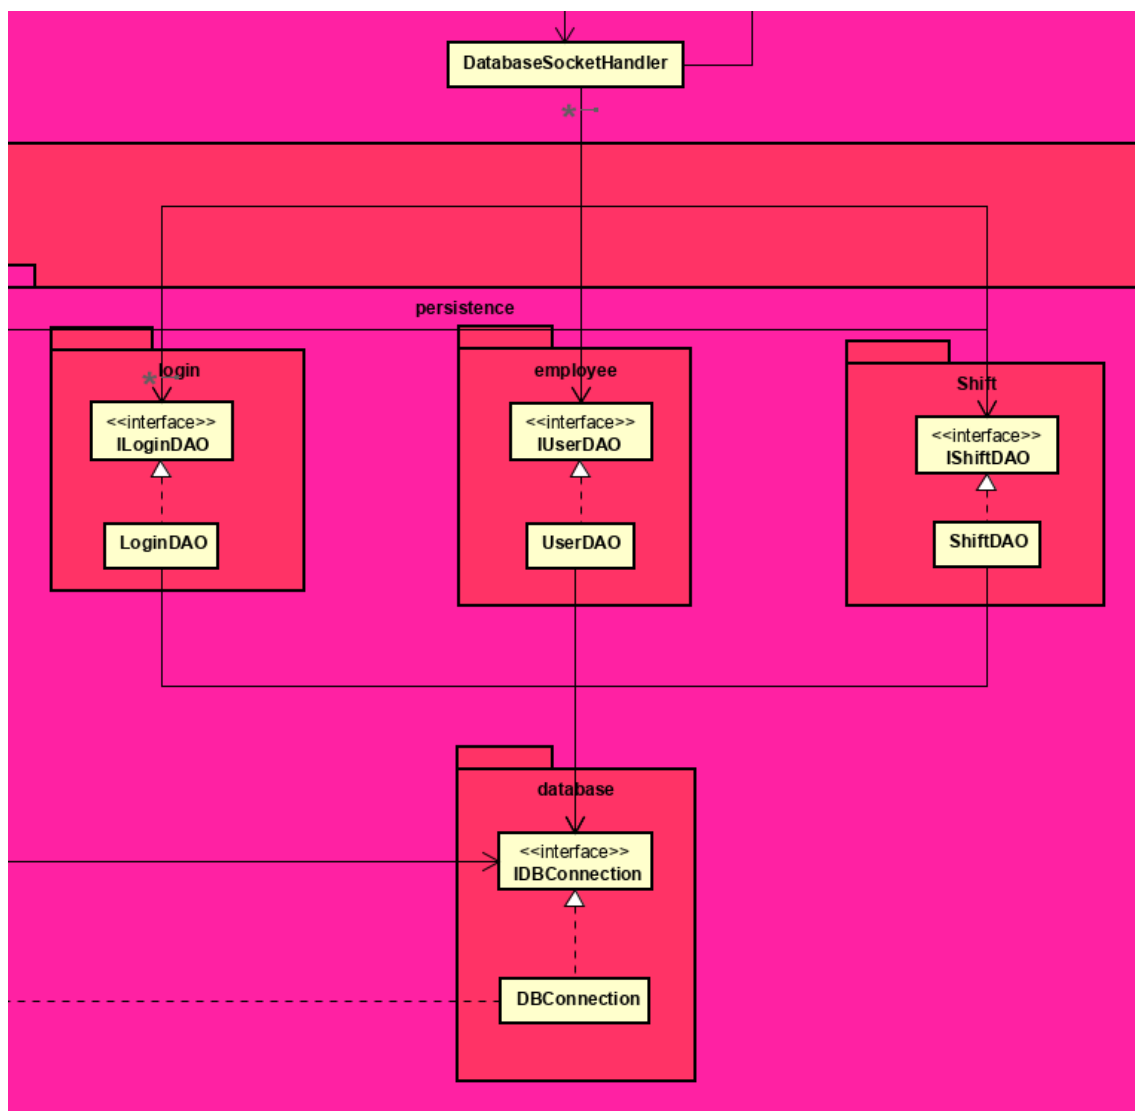 DatabaseSocketHandler
*
persistence
login
employee
Shift
*
<<interface>>
ILoginDAO
<<interface>>
IUserDAO
<<interface>>
IShiftDAO
LoginDAO
UserDAO
ShiftDAO
database
<<interface>>
IDBConnection
DBConnection